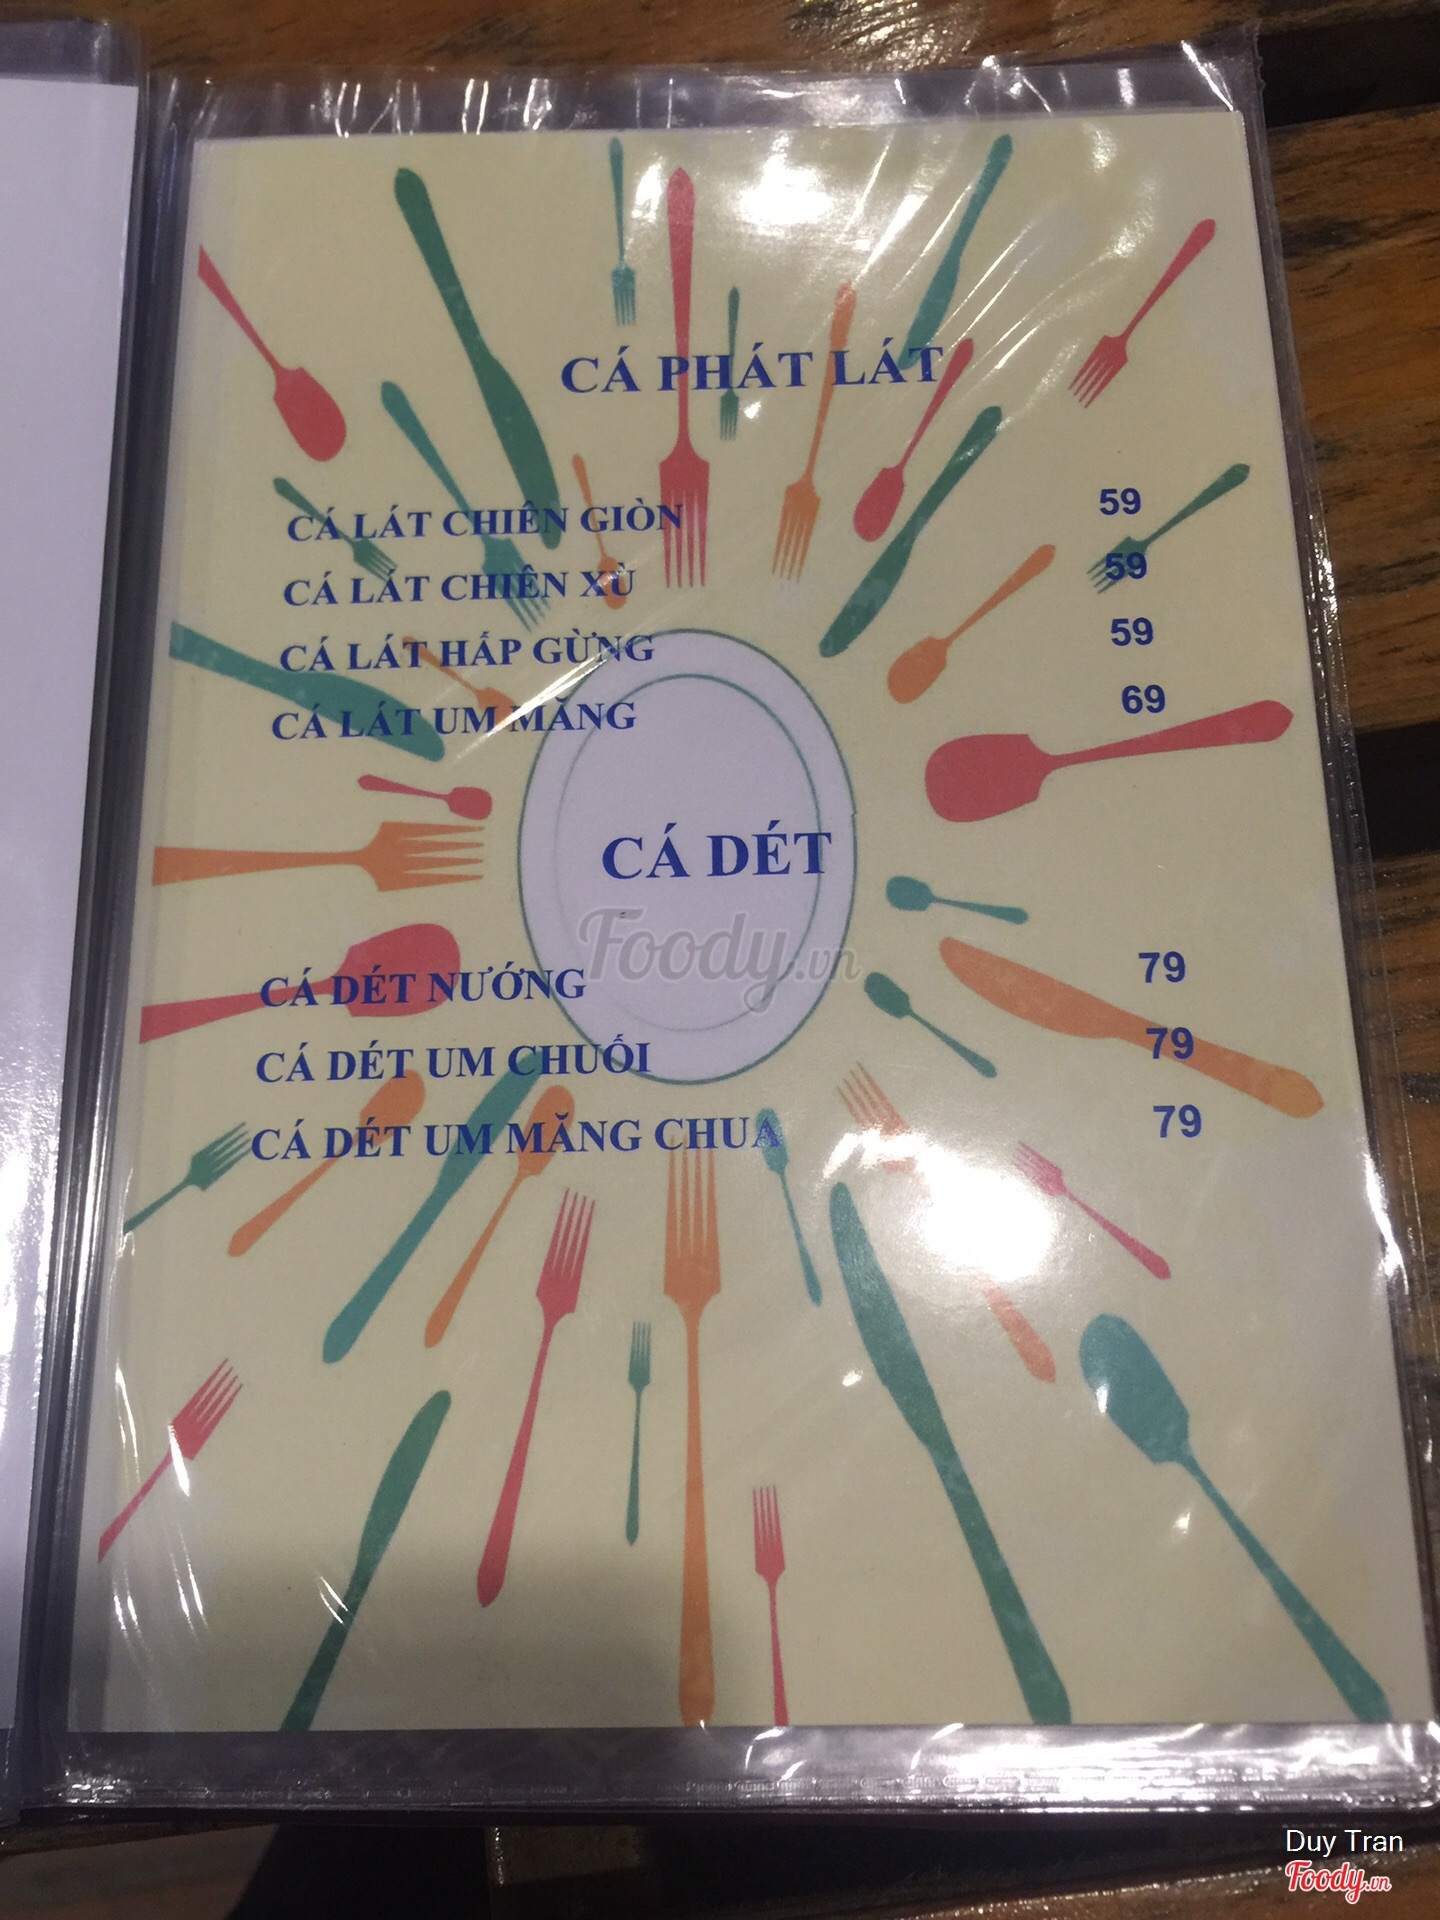 CÁ PHÁT LÁT
CÁ LÁT CHIÊN GIÒN 59
CÁ LÁT CHIÊN XÙ 59
CÁ LÁT HẤP GỪNG 59
CÁ LÁT UM MĂNG 69
CÁ DÉT
Foody.vn
CÁ DÉT NƯỚNG 79
CÁ DÉT UM CHUỐI 79
CÁ DÉT UM MĂNG CHUA 79
Duy Tran
Foody.vn